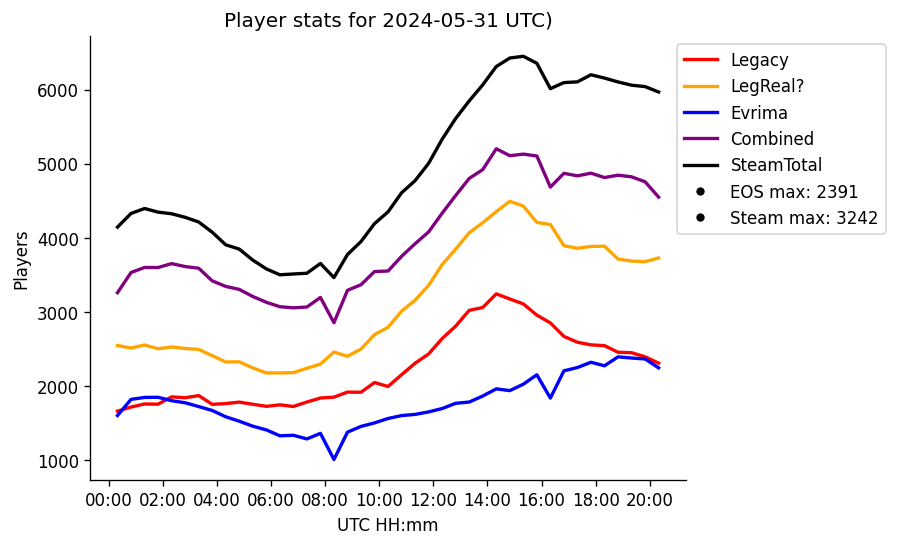 Player stats for 2024-05-31 UTC)
Legacy
LegReal?
Evrima
Combined
SteamTotal
EOS max: 2391
Steam max: 3242
Players
6000
5000
4000
3000
2000
1000
00:00 02:00 04:00 06:00 08:00 10:00 12:00 14:00 16:00 18:00 20:00
UTC HH:mm